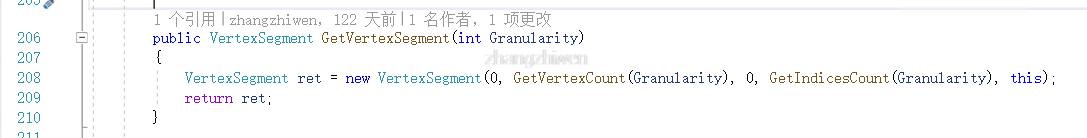 205
1 个引用|zhangzhiwen，122 天前|1 名作者，1 项更改
206 public VertexSegment GetVertexSegment(int Granularity)
zhangzhiwen
207 {
208 VertexSegment ret = new VertexSegment(0, GetVertexCount(Granularity), 0, GetIndicesCount(Granularity), this);
209 return ret;
210 }
211